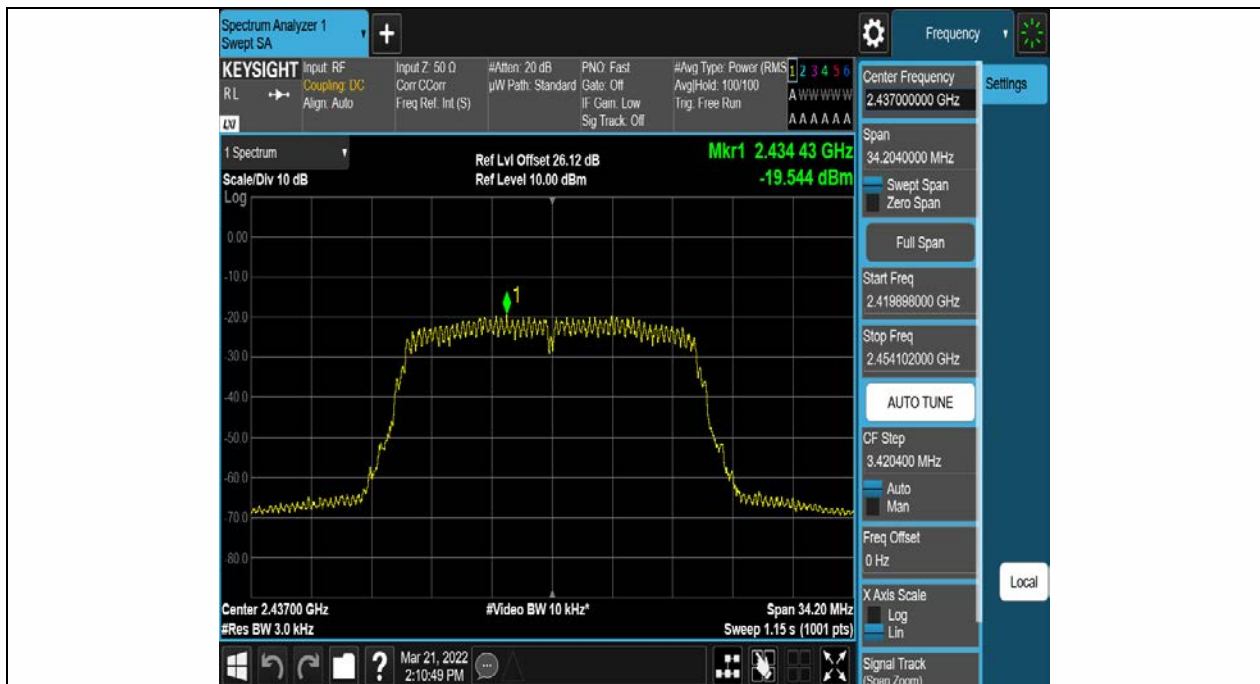 Spectrum Analyzer 1
Swept SA
+
Frequency
KEYSIGHT
RL
LXI
Input: RF
Coupling: DC
Align: Auto
Input Z: 50 Ω
Corr CCorr
Freq Ref: Int (S)
#Atten: 20 dB
µW Path: Standard
PNO: Fast
Gate: Off
IF Gain: Low
Sig Track: Off
#Avg Type: Power (RMS
Avg|Hold: 100/100
Trig: Free Run
1 2 3 4 5 6
A W W W W W
A A A A A A
1 Spectrum
Scale/Div 10 dB
Ref Lvl Offset 26.12 dB
Ref Level 10.00 dBm
Mkr1 2.434 43 GHz
-19.544 dBm
Log
0.00
-10.0
-20.0
-30.0
-40.0
-50.0
-60.0
-70.0
-80.0
1
Center 2.43700 GHz
#Res BW 3.0 kHz
#Video BW 10 kHz*
Span 34.20 MHz
Sweep 1.15 s (1001 pts)
Center Frequency
2.437000000 GHz
Settings
Span
34.2040000 MHz
Swept Span
Zero Span
Full Span
Start Freq
2.419898000 GHz
Stop Freq
2.454102000 GHz
AUTO TUNE
CF Step
3.420400 MHz
Auto
Man
Freq Offset
0 Hz
X Axis Scale
Log
Lin
Local
Signal Track
(Span Zoom)
?
Mar 21, 2022
2:10:49 PM